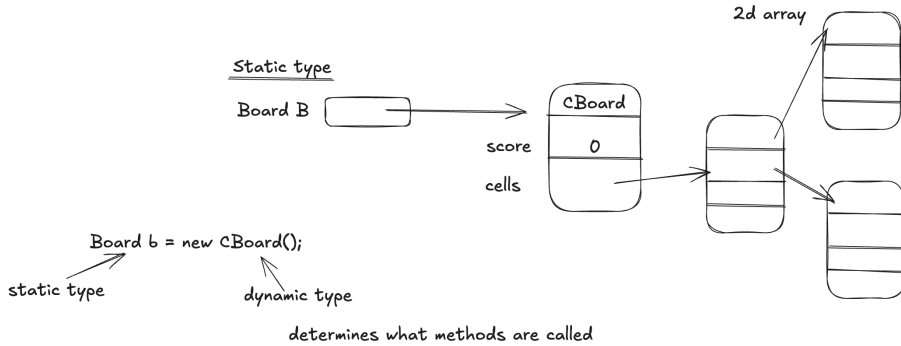 2d array
Static type
Board B
CBoard
score
0
cells
Board b = new CBoard();
static type
dynamic type
determines what methods are called